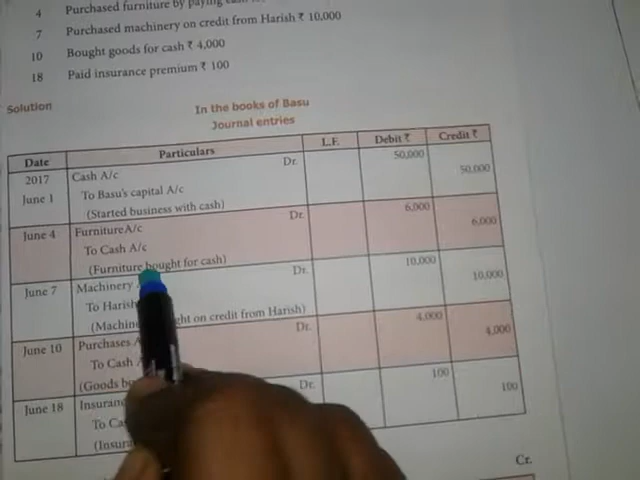 4 Purchased furniture by paying
7 Purchased machinery on credit from Harish ₹ 10,000
10 Bought goods for cash ₹ 4,000
18 Paid insurance premium ₹ 100
Solution
In the books of Basu
Journal entries
Date Particulars L.F. Debit ₹ Credit ₹
2017 Cash A/c Dr. 50,000
June 1 To Basu's capital A/c 50,000
(Started business with cash)
June 4 Furniture A/c Dr. 6,000
To Cash A/c 6,000
(Furniture bought for cash)
June 7 Machinery Dr. 10,000
To Harish 10,000
on credit from Harish)
June 10 Purchases Dr. 4,000
To Cash 4,000
(Goods
June 18 Dr. 100
To 100
Cr.